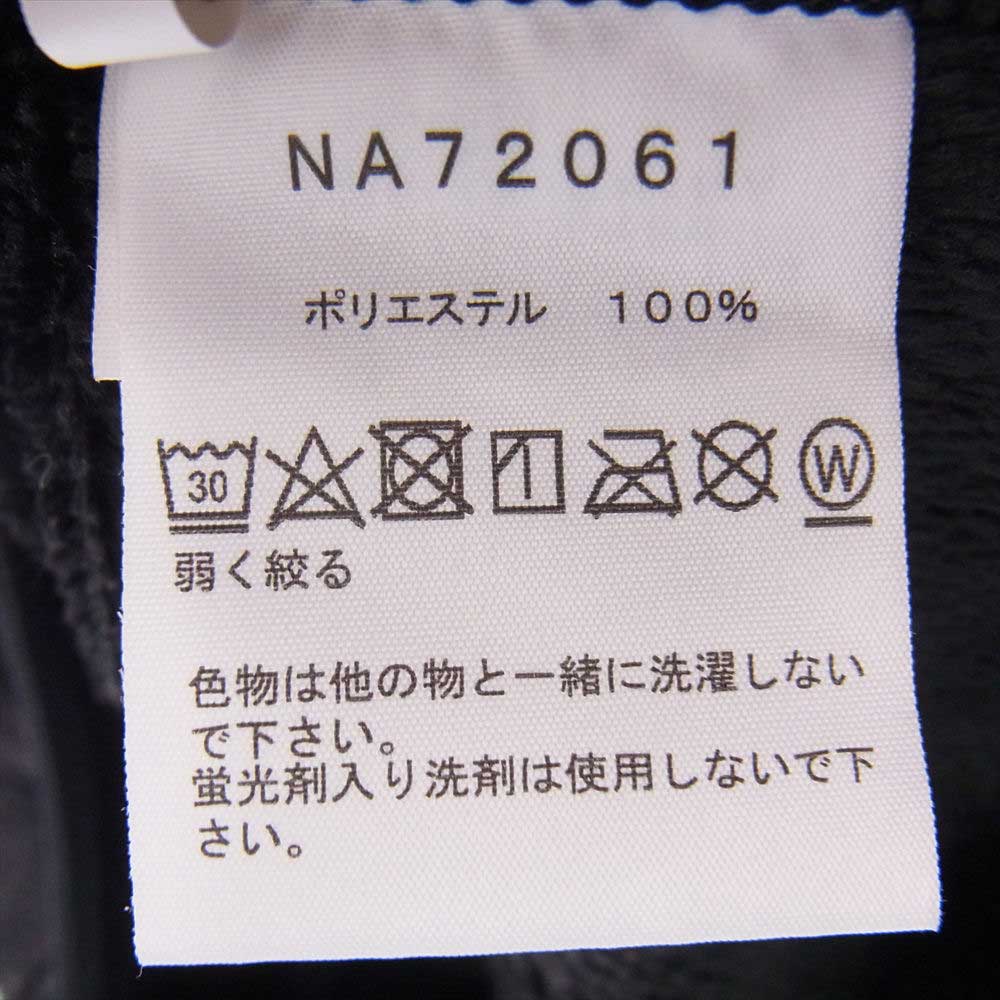 NA72061
ポリエステル 100%
30
W
弱く絞る
色物は他の物と一緒に洗濯しない
で下さい。
蛍光剤入り洗剤は使用しないで下
さい。